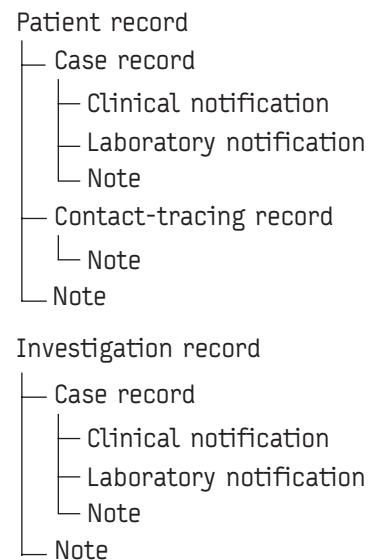 Patient record
Case record
Clinical notification
Laboratory notification
Note
Contact-tracing record
Note
Note
Investigation record
Case record
Clinical notification
Laboratory notification
Note
Note